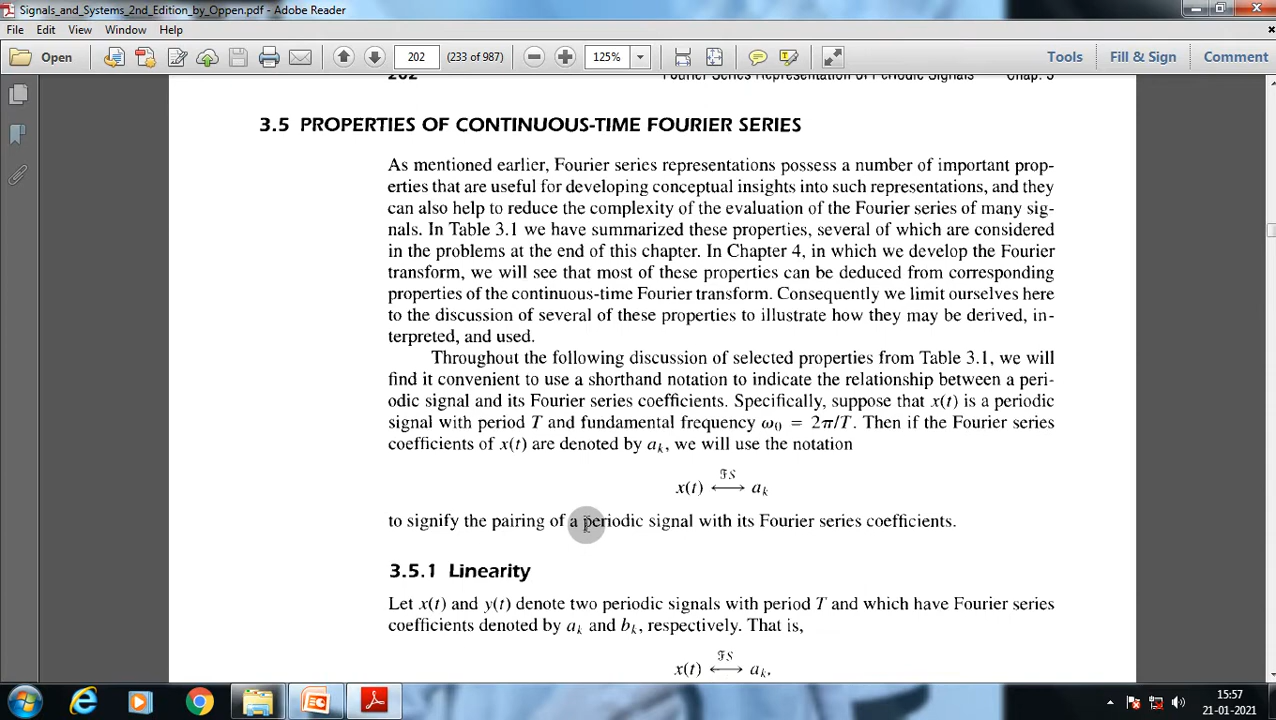 Signals_and_Systems_2nd_Edition_by_Oppen.pdf - Adobe Reader
File Edit View Window Help
Open 202 (233 of 987) 125% Tools Fill & Sign Comment
202 Fourier Series Representation of Periodic Signals Chap. 3
3.5 PROPERTIES OF CONTINUOUS-TIME FOURIER SERIES
As mentioned earlier, Fourier series representations possess a number of important prop-
erties that are useful for developing conceptual insights into such representations, and they
can also help to reduce the complexity of the evaluation of the Fourier series of many sig-
nals. In Table 3.1 we have summarized these properties, several of which are considered
in the problems at the end of this chapter. In Chapter 4, in which we develop the Fourier
transform, we will see that most of these properties can be deduced from corresponding
properties of the continuous-time Fourier transform. Consequently we limit ourselves here
to the discussion of several of these properties to illustrate how they may be derived, in-
terpreted, and used.
Throughout the following discussion of selected properties from Table 3.1, we will
find it convenient to use a shorthand notation to indicate the relationship between a peri-
odic signal and its Fourier series coefficients. Specifically, suppose that x(t) is a periodic
signal with period T and fundamental frequency ω₀ = 2π/T. Then if the Fourier series
coefficients of x(t) are denoted by aₖ, we will use the notation
x(t) ⟷ℱ𝒮 aₖ
to signify the pairing of a periodic signal with its Fourier series coefficients.
3.5.1 Linearity
Let x(t) and y(t) denote two periodic signals with period T and which have Fourier series
coefficients denoted by aₖ and bₖ, respectively. That is,
x(t) ⟷ℱ𝒮 aₖ,
15:57
21-01-2021